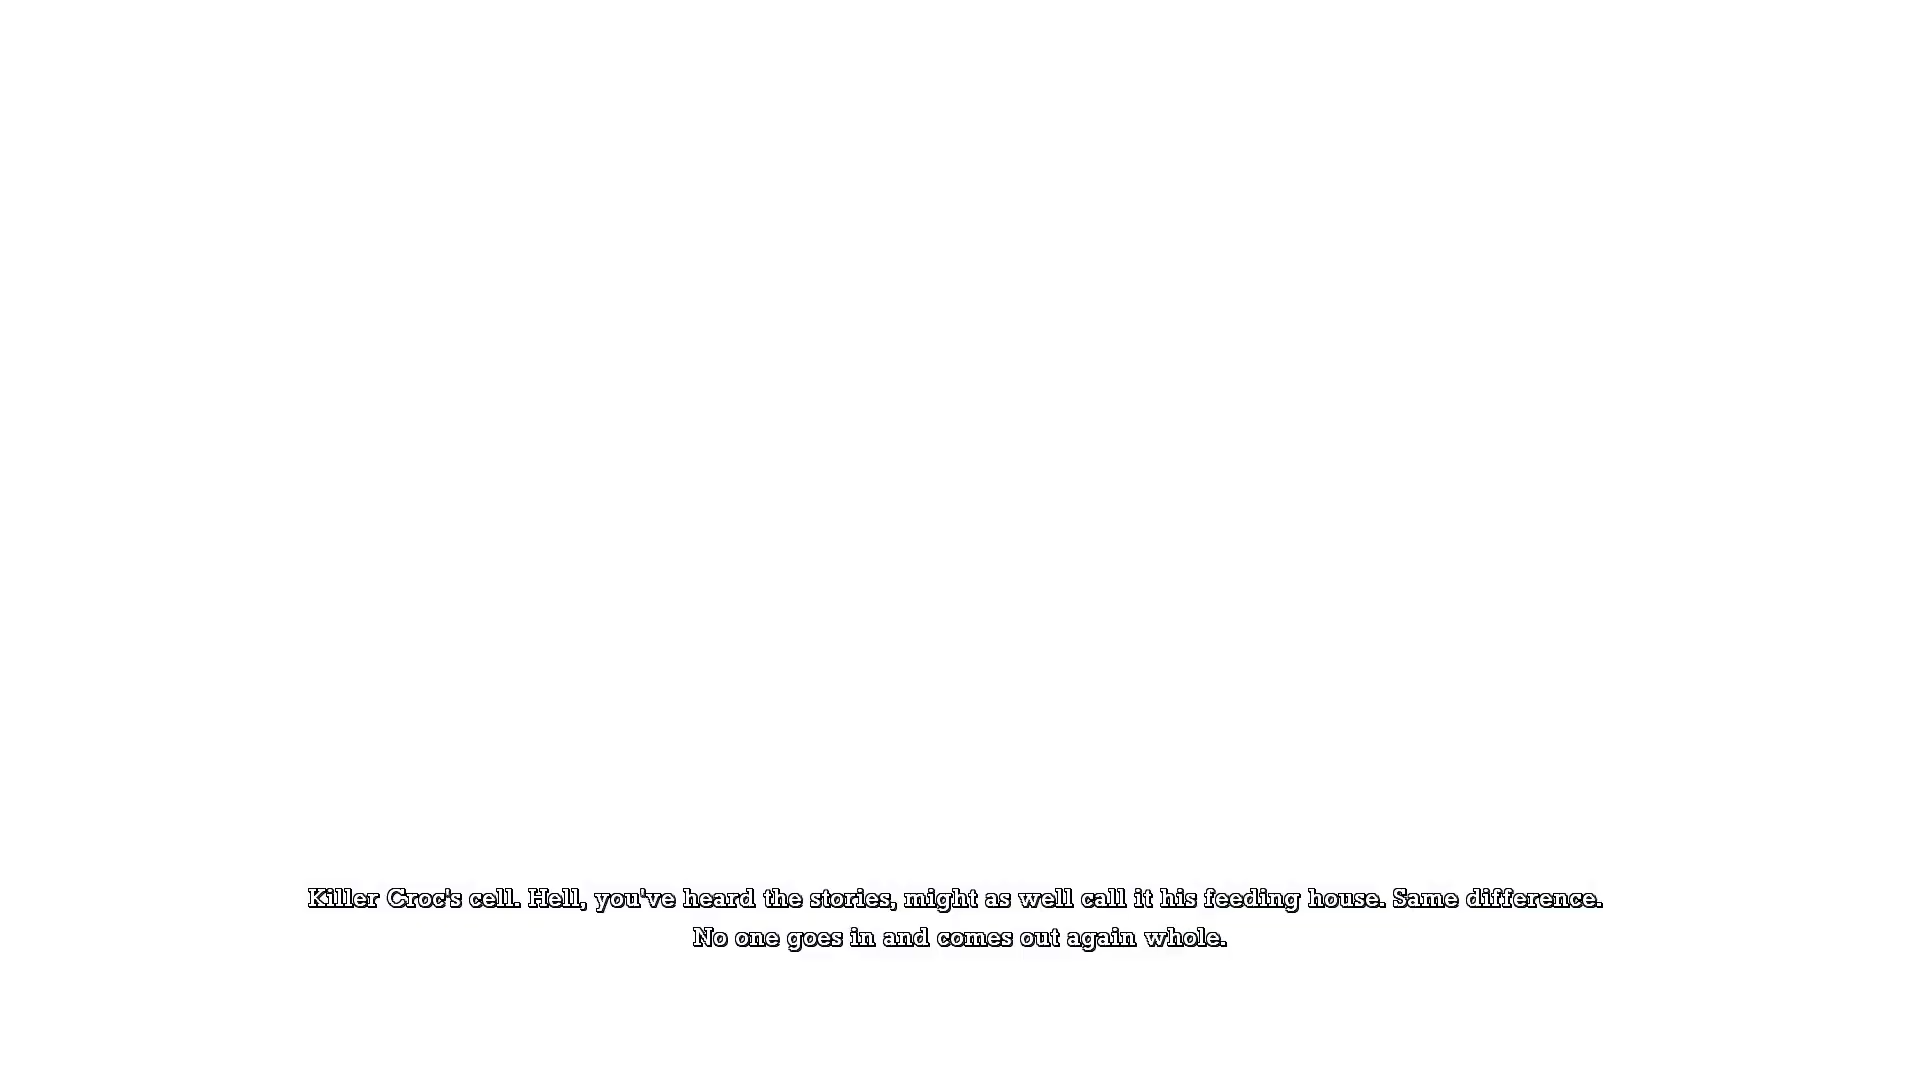 Killer Croc's cell. Hell, you've heard the stories, might as well call it his feeding house. Same difference.
No one goes in and comes out again whole.